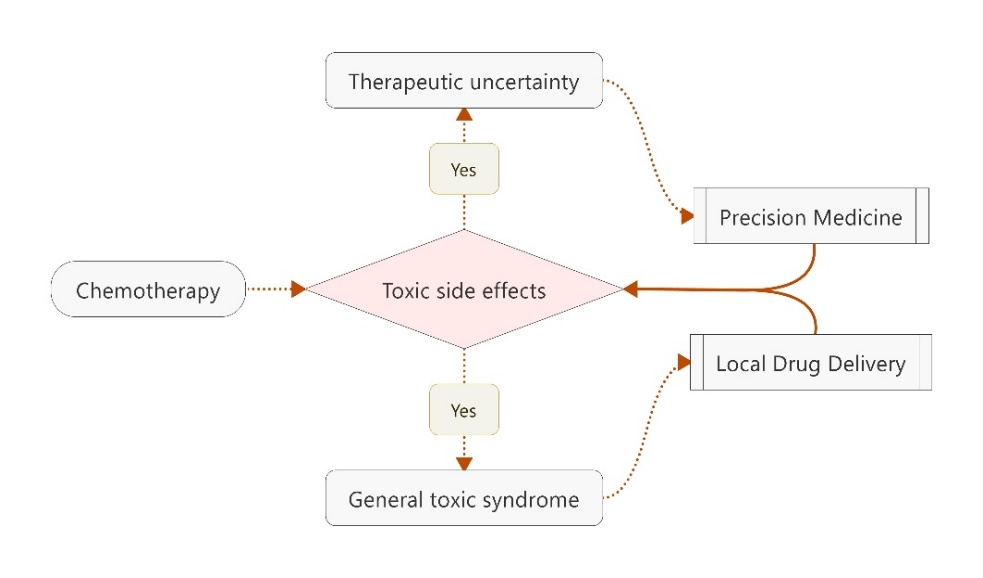 Therapeutic uncertainty
Yes
Precision Medicine
Chemotherapy
Toxic side effects
Local Drug Delivery
Yes
General toxic syndrome